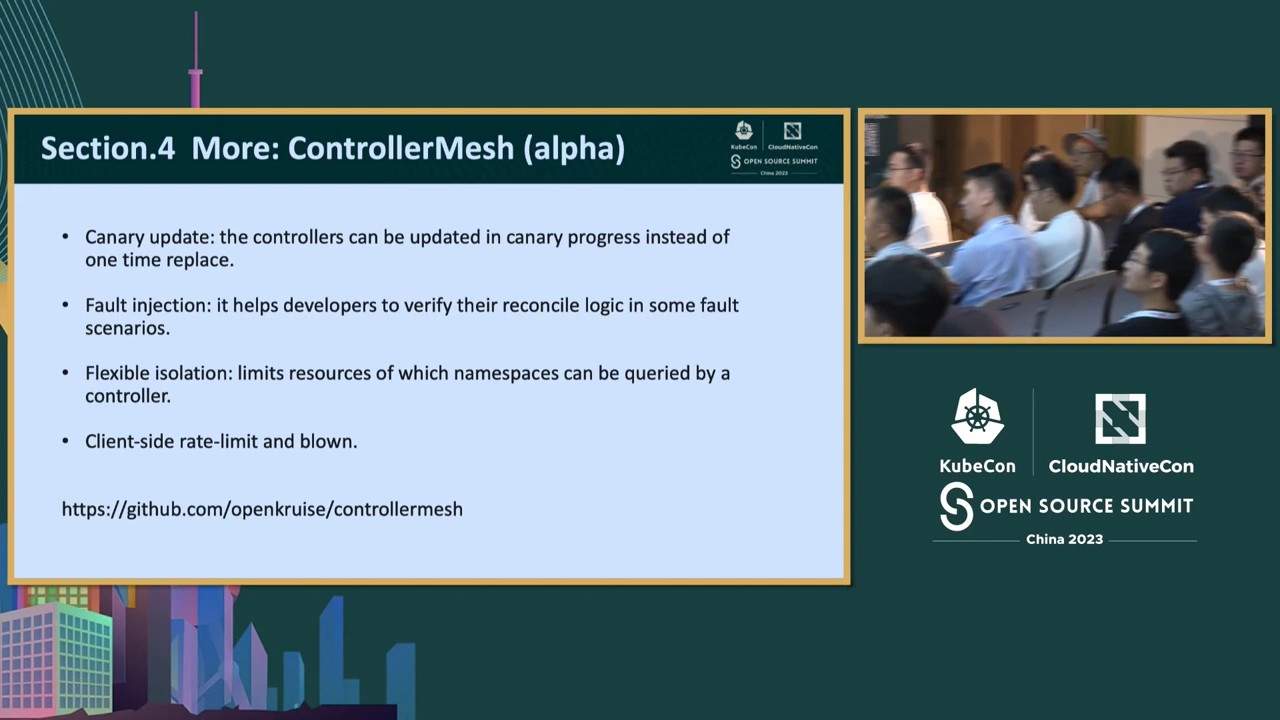 Section.4 More: ControllerMesh (alpha)
KubeCon
CloudNativeCon
OPEN SOURCE SUMMIT
China 2023
• Canary update: the controllers can be updated in canary progress instead of
one time replace.
• Fault injection: it helps developers to verify their reconcile logic in some fault
scenarios.
• Flexible isolation: limits resources of which namespaces can be queried by a
controller.
• Client-side rate-limit and blown.
https://github.com/openkruise/controllermesh
KubeCon
CloudNativeCon
OPEN SOURCE SUMMIT
China 2023